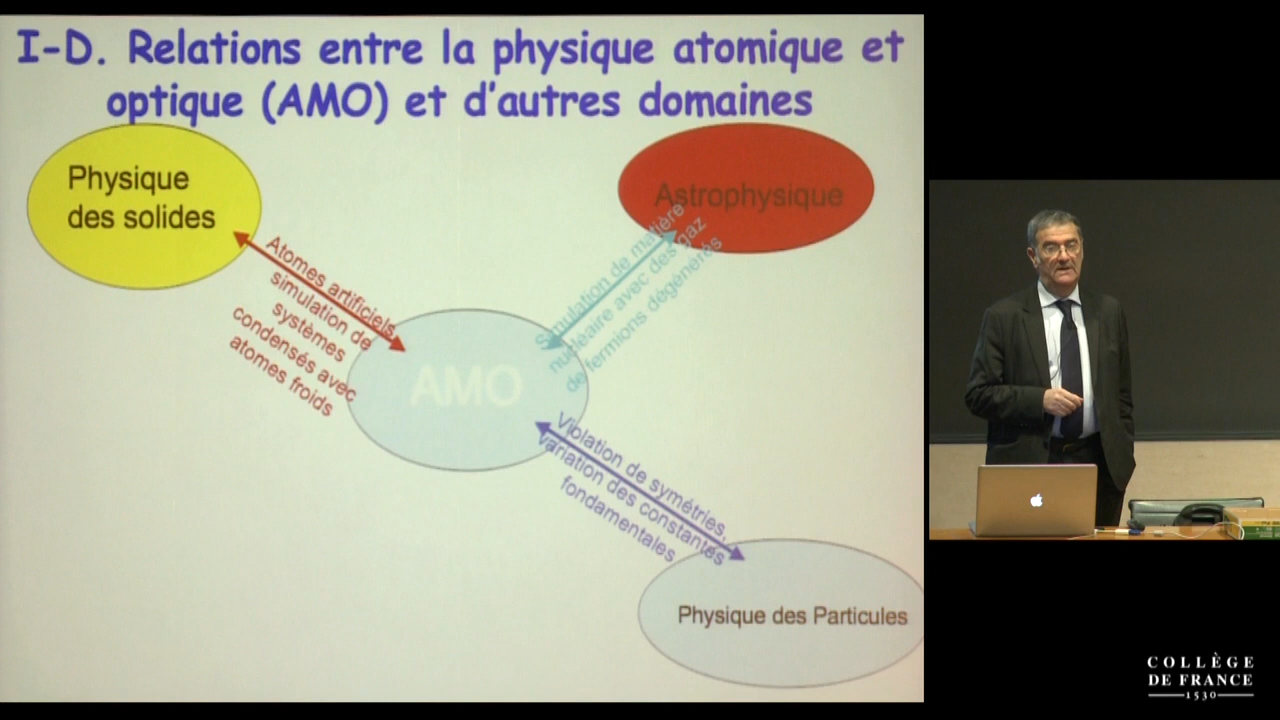 I-D. Relations entre la physique atomique et
optique (AMO) et d'autres domaines
Physique
des solides
Astrophysique
Atomes artificiels,
simulation de
systèmes
condensés avec
atomes froids
Simulation de matière
nucléaire avec des gaz
de fermions dégénérés
AMO
Violation de symétries,
variation des constantes
fondamentales
Physique des Particules
COLLÈGE
DE FRANCE
1530